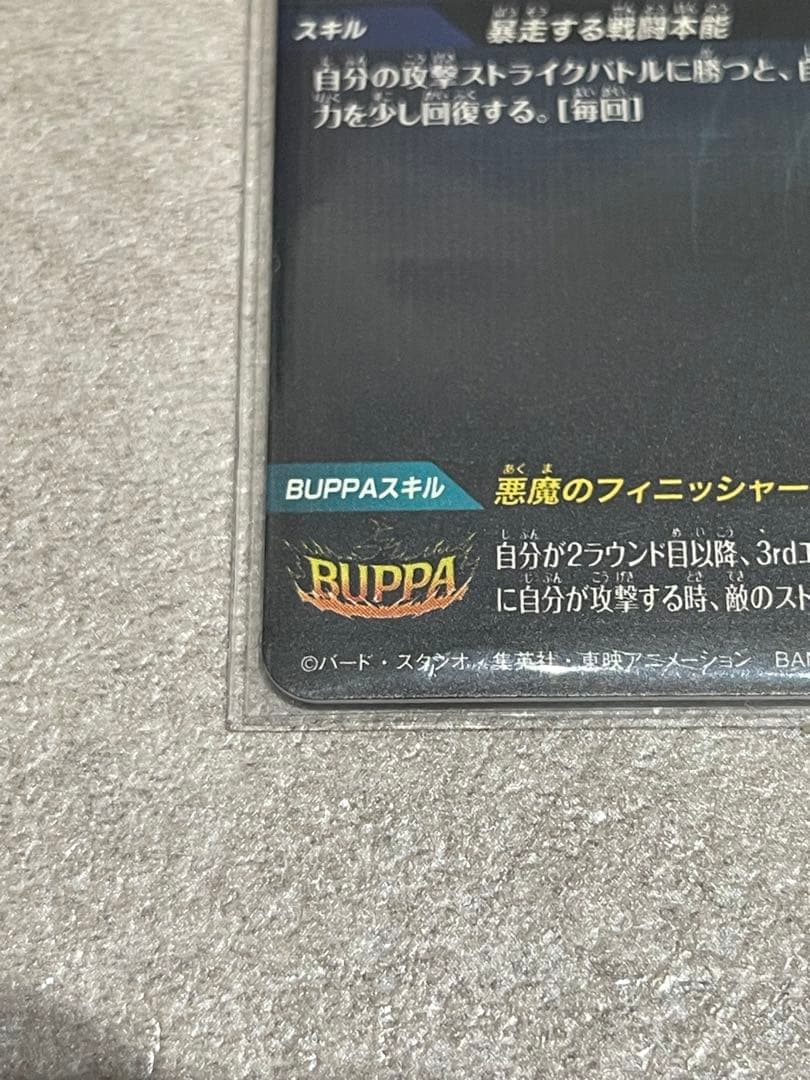 スキル 暴走する戦闘本能
自分の攻撃ストライクバトルに勝つと、自
力を少し回復する。[毎回]
BUPPAスキル 悪魔のフィニッシャー
BUPPA
自分が2ラウンド目以降、3rdエ
に自分が攻撃する時、敵のスト
©バード・スタジオ／集英社・東映アニメーション BAN